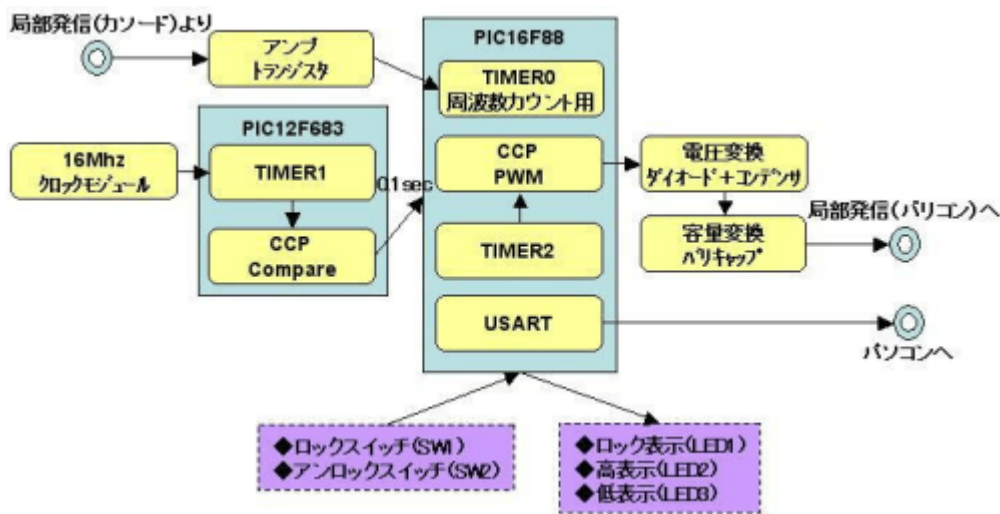 局部発信(カソード)より
アンプ
トランジスタ
PIC16F88
TIMER0
周波数カウント用
PIC12F683
16Mhz
クロックモジュール
TIMER1
0.1sec
CCP
PWM
電圧変換
ダイオード+コンデンサ
CCP
Compare
TIMER2
容量変換
バリキャップ
局部発信(バリコン)へ
USART
パソコンへ
◆ロックスイッチ(SW1)
◆アンロックスイッチ(SW2)
◆ロック表示(LED1)
◆高表示(LED2)
◆低表示(LED3)